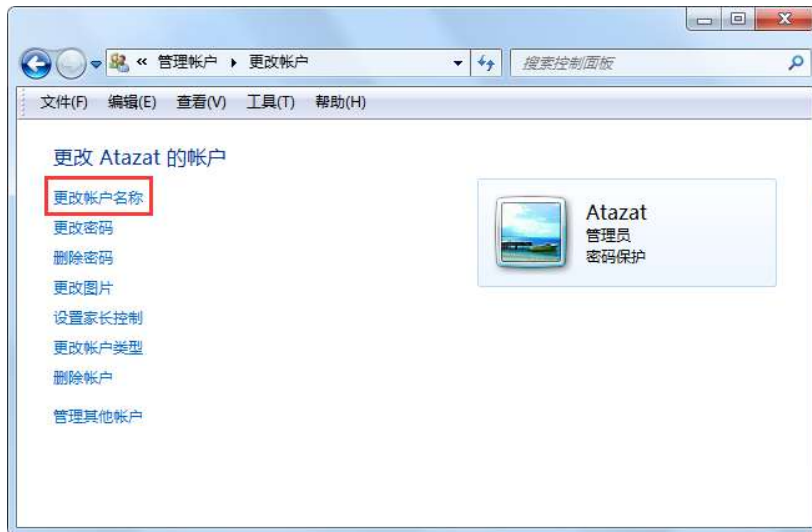 « 管理帐户 ▸ 更改帐户
搜索控制面板
文件(F) 编辑(E) 查看(V) 工具(T) 帮助(H)
更改 Atazat 的帐户
更改帐户名称
更改密码
删除密码
更改图片
设置家长控制
更改帐户类型
删除帐户
管理其他帐户
Atazat
管理员
密码保护